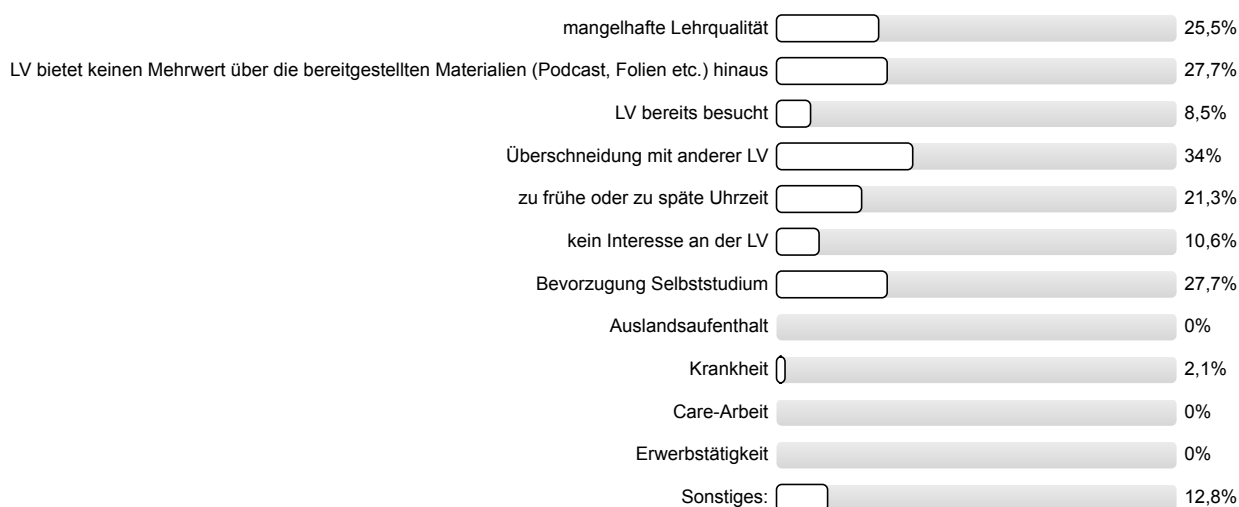 mangelhafte Lehrqualität 25,5%
LV bietet keinen Mehrwert über die bereitgestellten Materialien (Podcast, Folien etc.) hinaus 27,7%
LV bereits besucht 8,5%
Überschneidung mit anderer LV 34%
zu frühe oder zu späte Uhrzeit 21,3%
kein Interesse an der LV 10,6%
Bevorzugung Selbststudium 27,7%
Auslandsaufenthalt 0%
Krankheit 2,1%
Care-Arbeit 0%
Erwerbstätigkeit 0%
Sonstiges: 12,8%